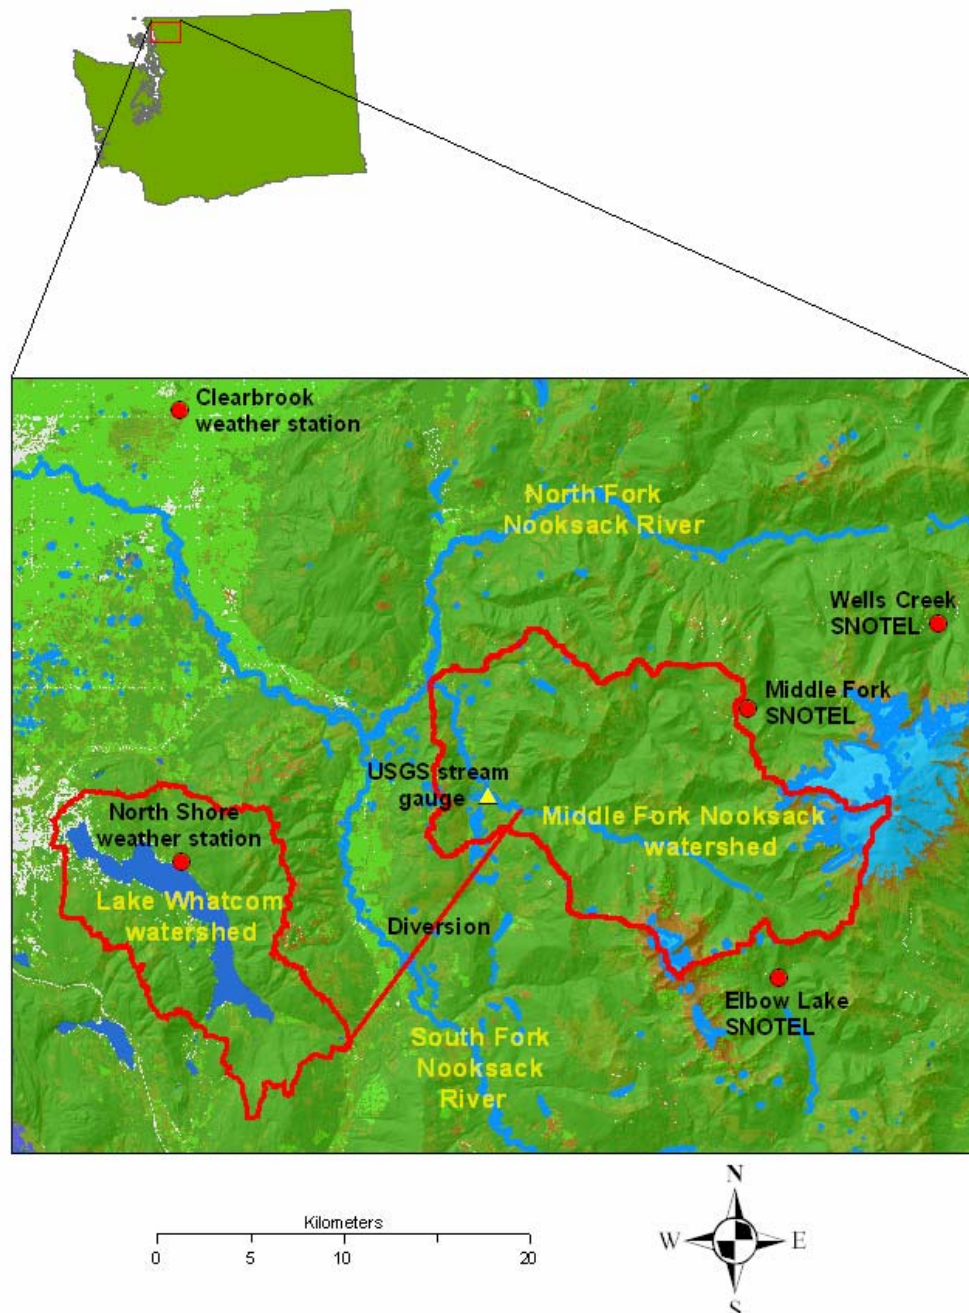 Clearbrook
weather station
North Fork
Nooksack River
Wells Creek
SNOTEL
Middle Fork
SNOTEL
USGS stream
gauge
Middle Fork Nooksack
watershed
North Shore
weather station
Lake Whatcom
watershed
Diversion
Elbow Lake
SNOTEL
South Fork
Nooksack
River
Kilometers
0 5 10 20
N
W E
S